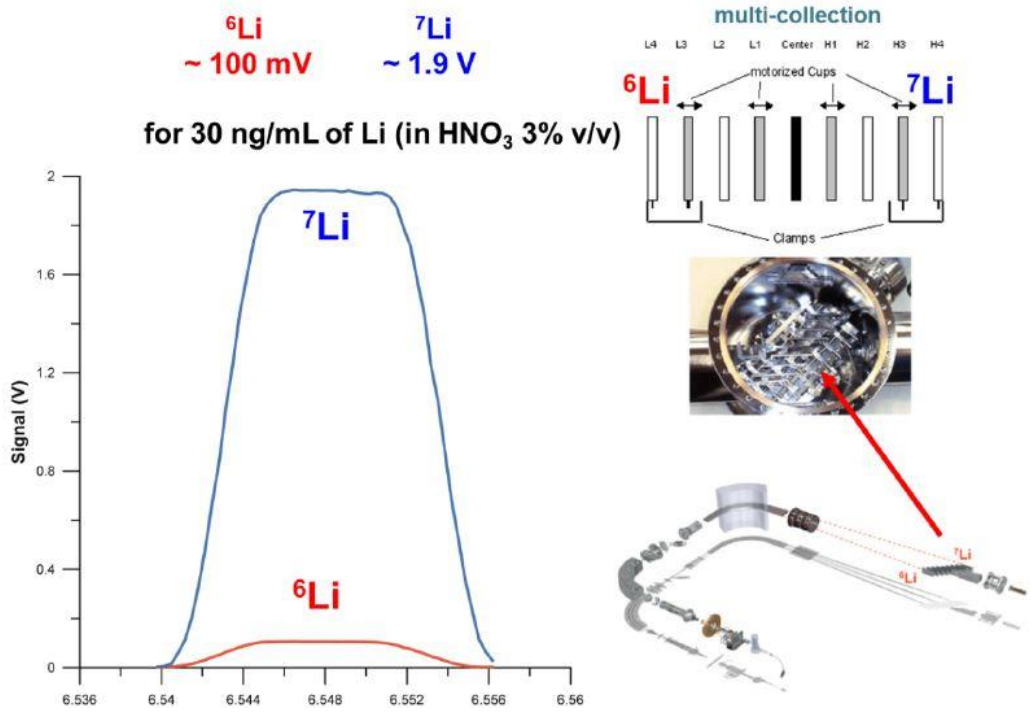 ⁶Li
~ 100 mV
⁷Li
~ 1.9 V
for 30 ng/mL of Li (in HNO₃ 3% v/v)
2
1.6
1.2
0.8
0.4
0
Signal (V)
⁷Li
⁶Li
6.536
6.54
6.544
6.548
6.552
6.556
6.56
multi-collection
L4 L3 L2 L1 Center H1 H2 H3 H4
motorized Cups
⁶Li
⁷Li
Clamps
⁷Li
⁶Li